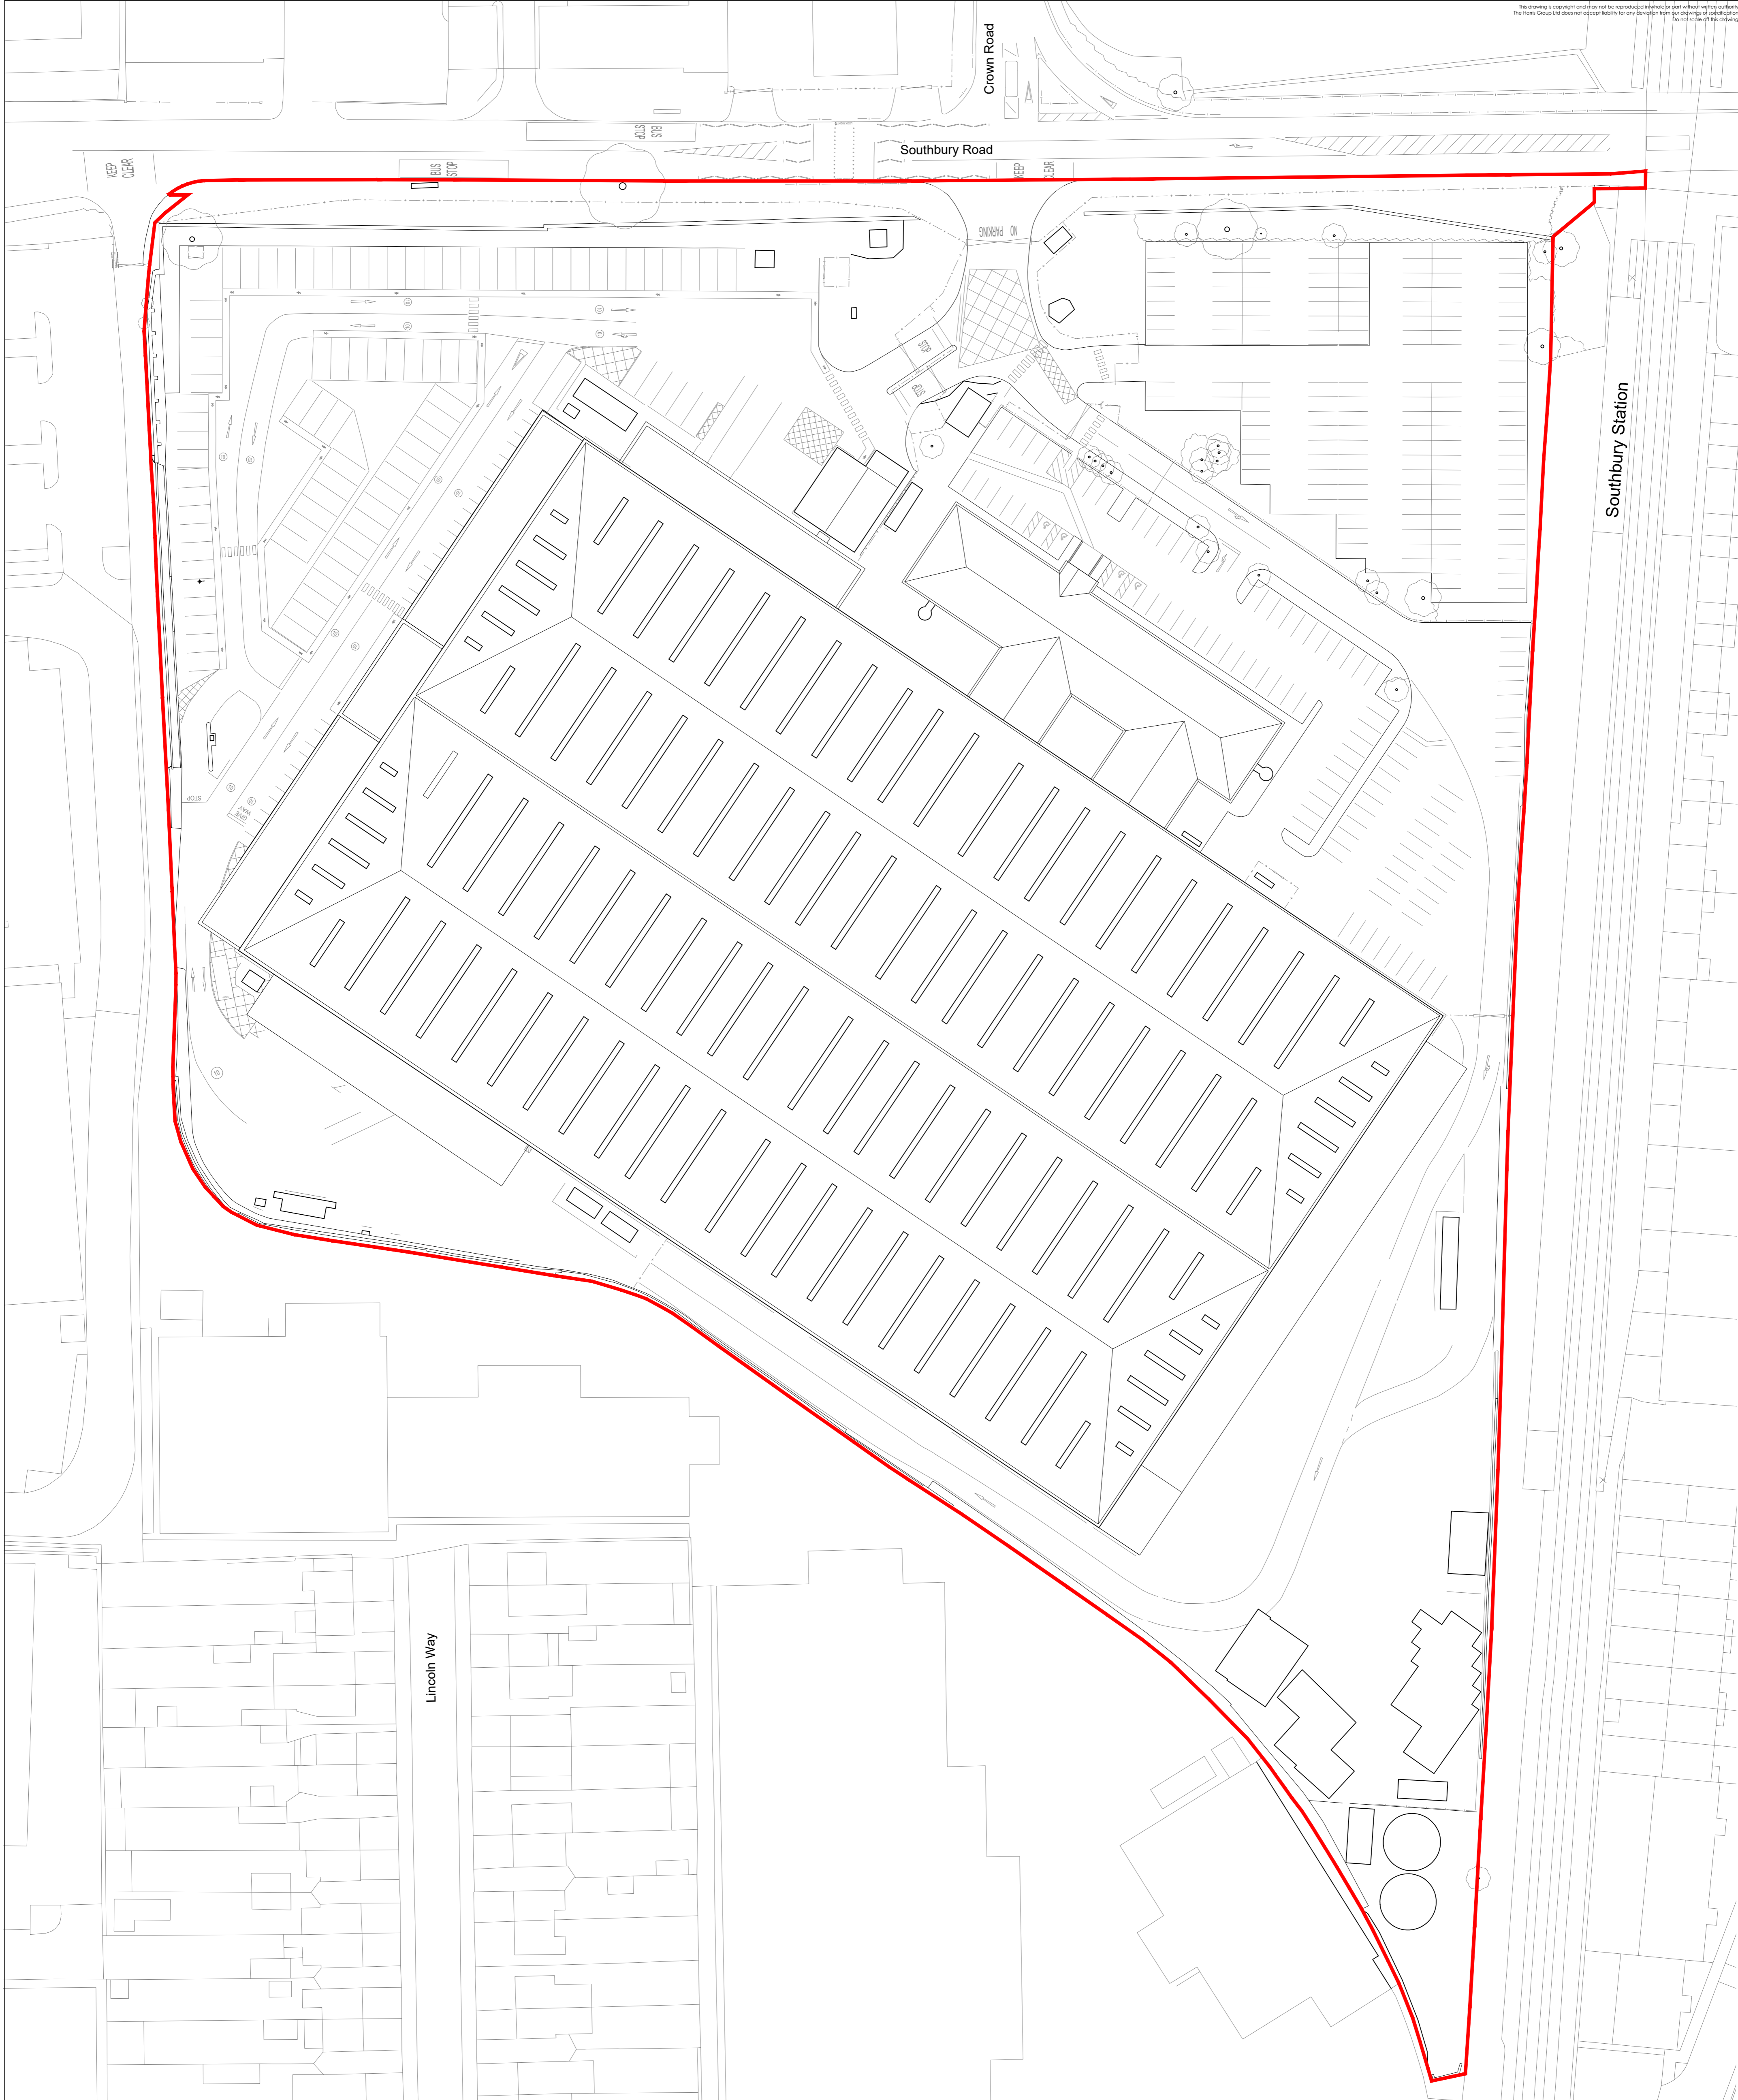 This drawing is copyright and may not be reproduced in whole or part without written authority
The Harris Group Ltd does not accept liability for any deviation from our drawings or specification
Do not scale off this drawing
Crown Road
BUS
STOP
Southbury Road
KEEP
CLEAR
BUS
STOP
KEEP
CLEAR
NO PARKING
Southbury Station
STOP
GIVE
WAY
Lincoln Way